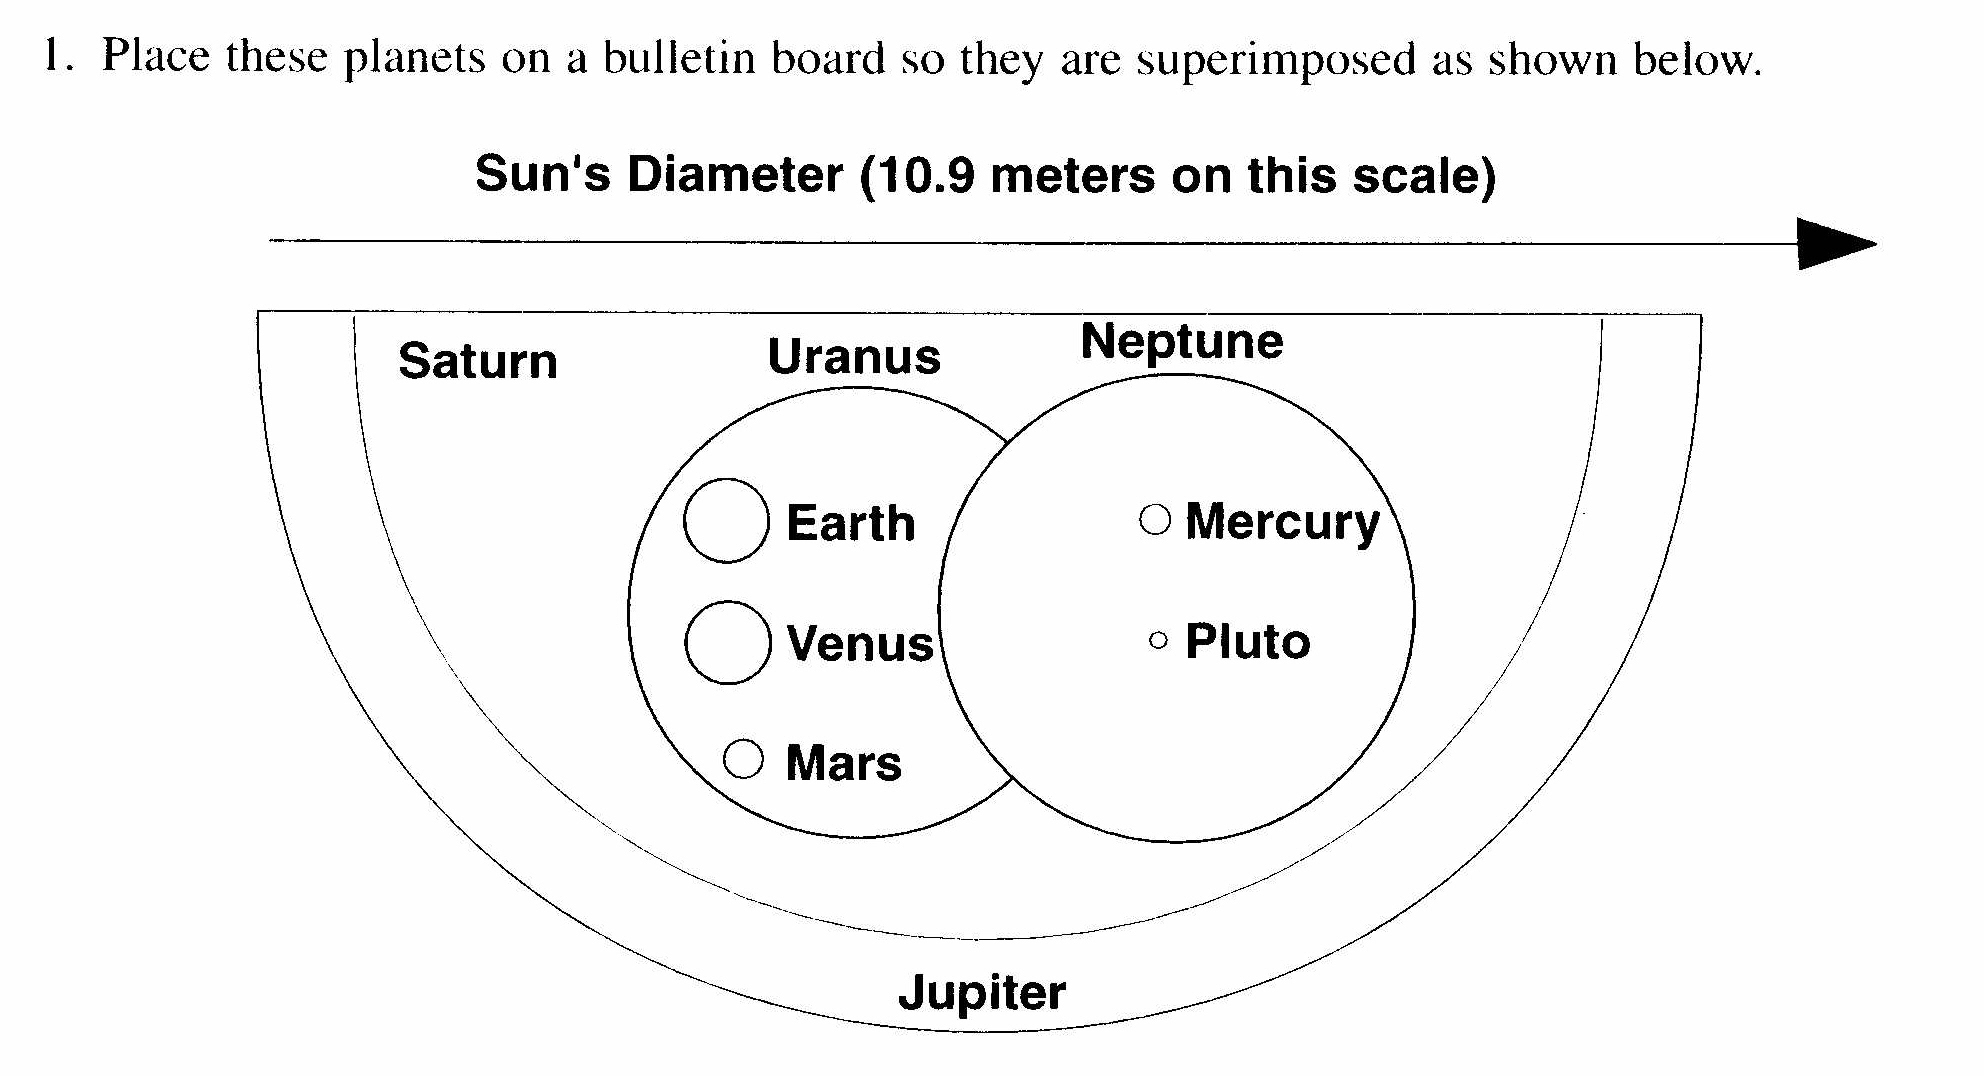 1. Place these planets on a bulletin board so they are superimposed as shown below.
Sun's Diameter (10.9 meters on this scale)
Saturn
Uranus
Neptune
Earth
Mercury
Venus
Pluto
Mars
Jupiter